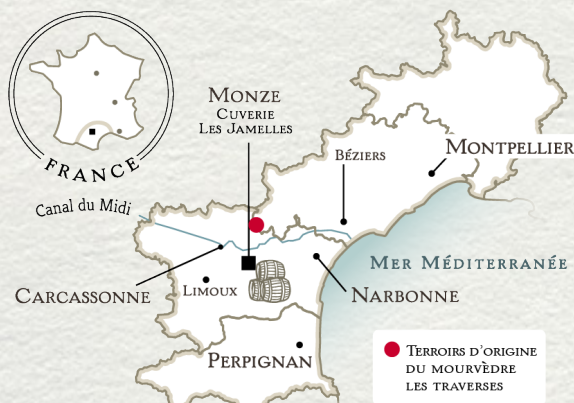 FRANCE
MONZE
CUVERIE
LES JAMELLES
BÉZIERS
MONTPELLIER
Canal du Midi
MER MÉDITERRANÉE
CARCASSONNE
LIMOUX
NARBONNE
PERPIGNAN
TERROIRS D'ORIGINE
DU MOURVÈDRE
LES TRAVERSES